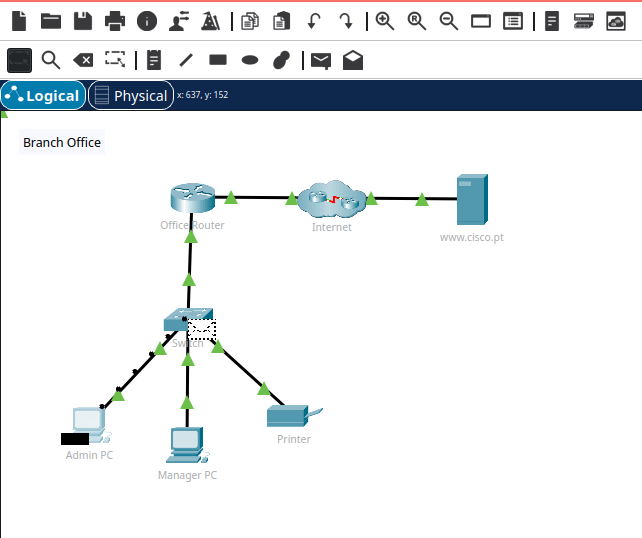 Logical
Physical
x: 637, y: 152
Branch Office
Office Router
Internet
www.cisco.pt
Switch
Printer
Admin PC
Manager PC